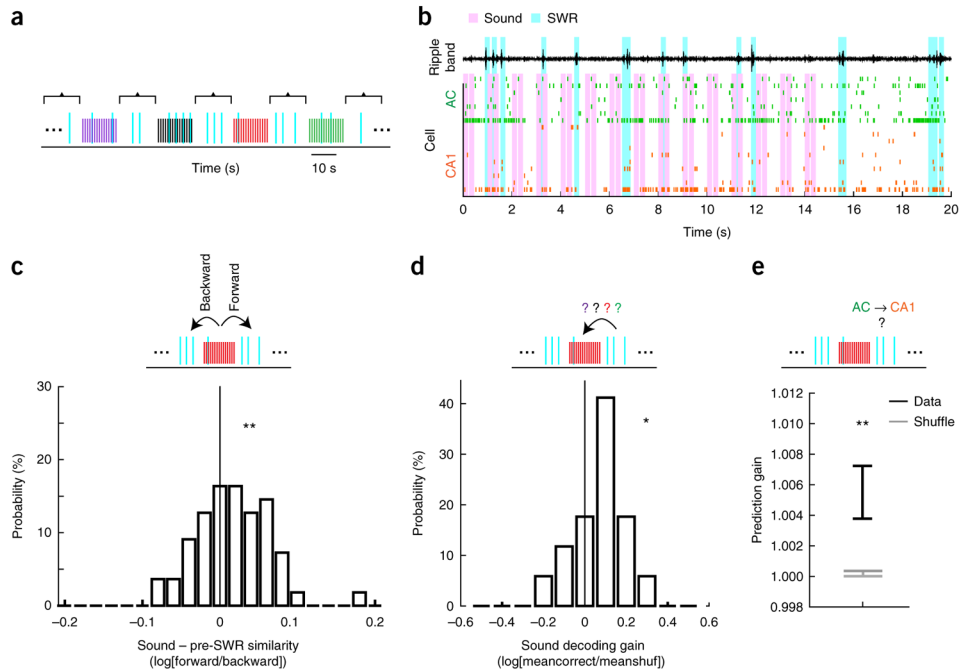 a
...
...
Time (s)
10 s
b
Sound
SWR
Ripple
band
AC
Cell
CA1
0
2
4
6
8
10
12
14
16
18
20
Time (s)
c
Backward
Forward
...
...
30
20
10
0
Probability (%)
**
–0.2
–0.1
0
0.1
0.2
Sound – pre-SWR similarity
(log[forward/backward])
d
? ? ? ?
...
...
40
20
0
Probability (%)
*
–0.6
–0.4
–0.2
0
0.2
0.4
0.6
Sound decoding gain
(log[meancorrect/meanshuf])
e
AC → CA1
?
...
...
1.012
1.010
1.008
1.006
1.004
1.002
1.000
0.998
Prediction gain
Data
Shuffle
**